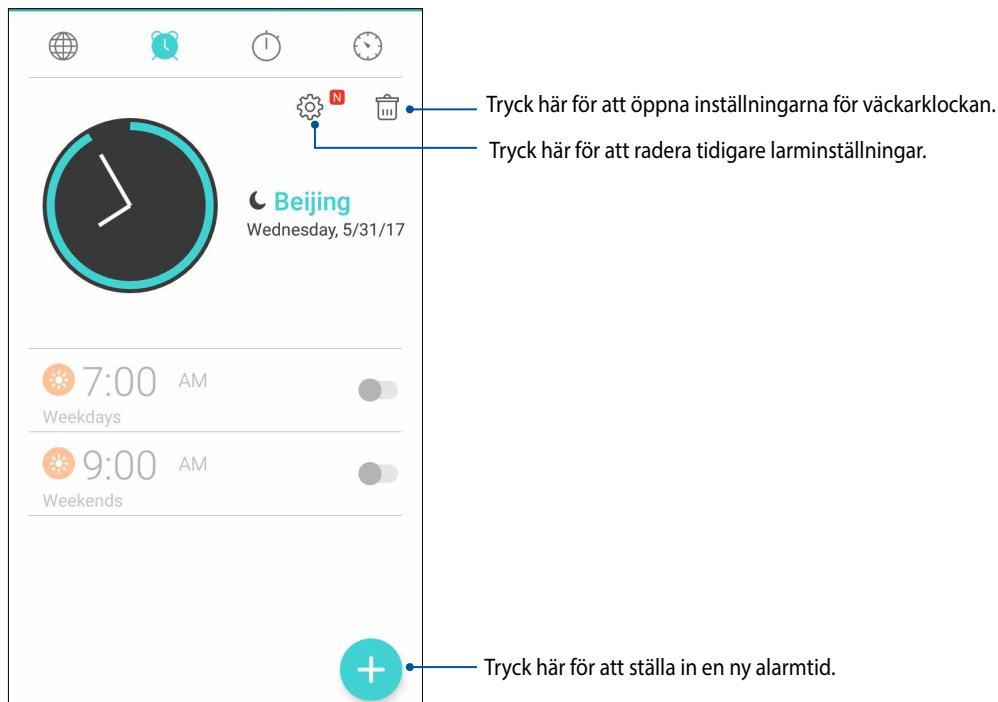 N
Tryck här för att öppna inställningarna för väckarklockan.
Tryck här för att radera tidigare larminställningar.
Beijing
Wednesday, 5/31/17
7:00 AM
Weekdays
9:00 AM
Weekends
Tryck här för att ställa in en ny alarmtid.